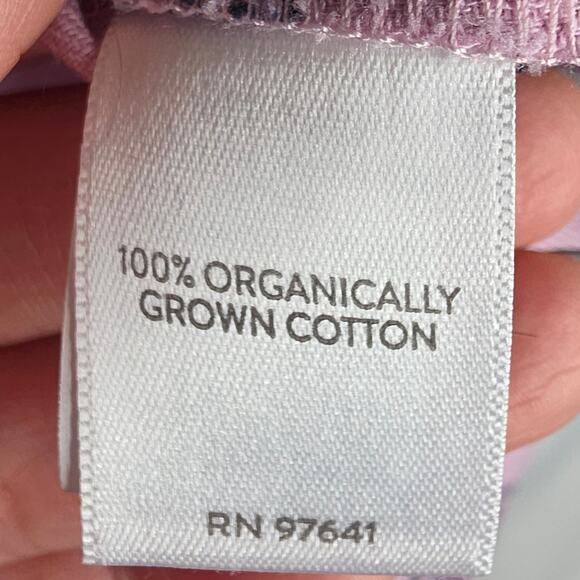 100% ORGANICALLY
GROWN COTTON
RN 97641